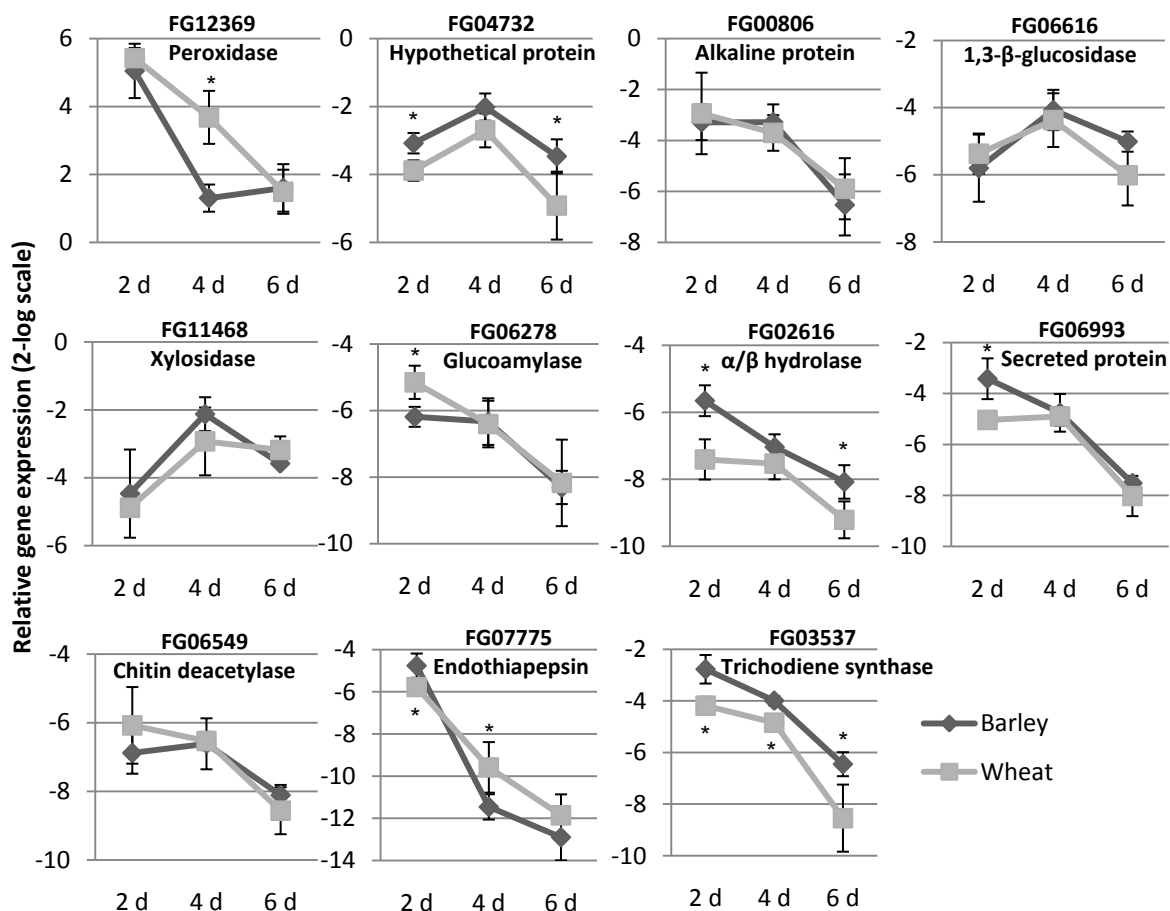 Relative gene expression (2-log scale)
FG12369
Peroxidase
6
4
2
0
*
2 d 4 d 6 d
FG04732
Hypothetical protein
0
-2
-4
-6
* *
2 d 4 d 6 d
FG00806
Alkaline protein
0
-2
-4
-6
-8
2 d 4 d 6 d
FG06616
1,3-β-glucosidase
-2
-4
-6
-8
2 d 4 d 6 d
FG11468
Xylosidase
0
-2
-4
-6
2 d 4 d 6 d
FG06278
Glucoamylase
-4
-6
-8
-10
*
2 d 4 d 6 d
FG02616
α/β hydrolase
-4
-6
-8
-10
* *
2 d 4 d 6 d
FG06993
Secreted protein
-4
-6
-8
-10
*
2 d 4 d 6 d
FG06549
Chitin deacetylase
-4
-6
-8
-10
2 d 4 d 6 d
FG07775
Endothiapepsin
-4
-6
-8
-10
-12
-14
* *
2 d 4 d 6 d
FG03537
Trichodiene synthase
-2
-4
-6
-8
-10
* * *
2 d 4 d 6 d
Barley
Wheat